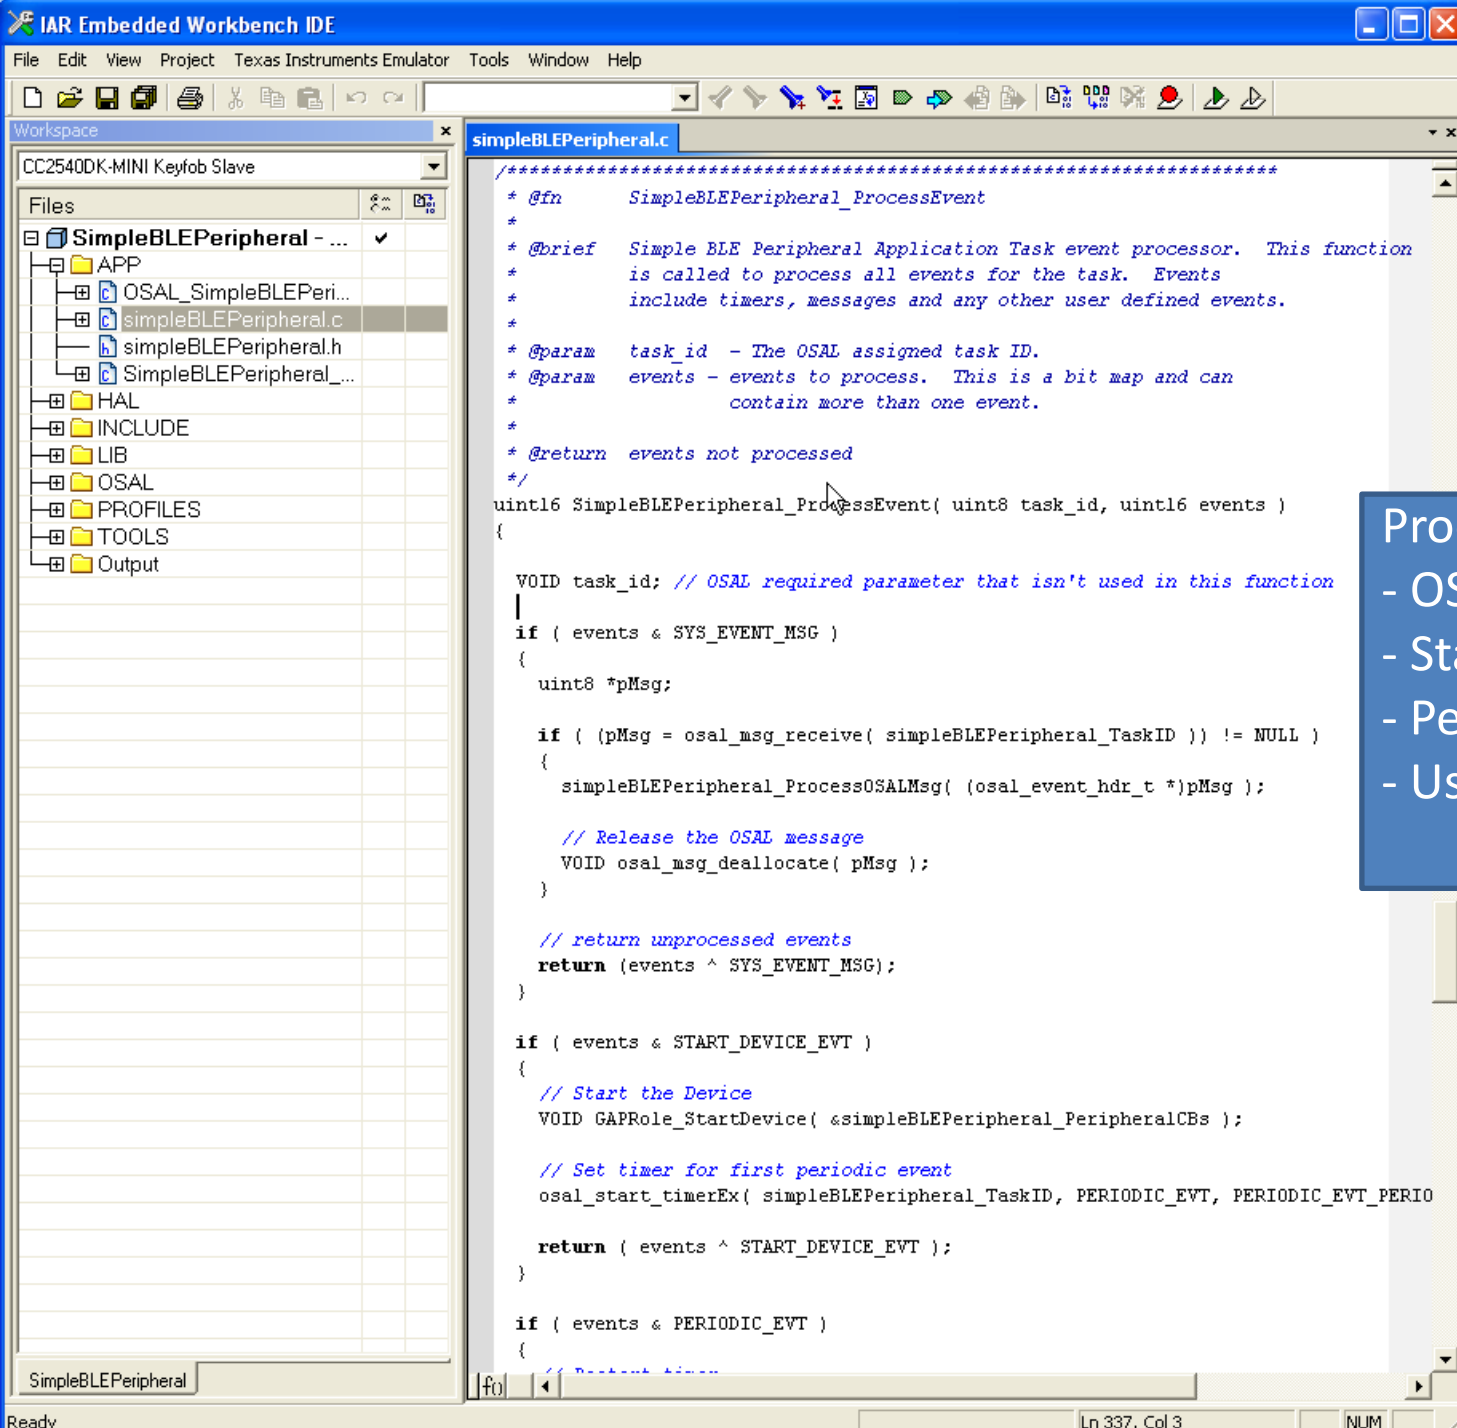 IAR Embedded Workbench IDE
File Edit View Project Texas Instruments Emulator Tools Window Help
Workspace
CC2540DK-MINI Keyfob Slave
Files
SimpleBLEPeripheral - ...
APP
OSAL_SimpleBLEPeri...
simpleBLEPeripheral.c
simpleBLEPeripheral.h
SimpleBLEPeripheral_...
HAL
INCLUDE
LIB
OSAL
PROFILES
TOOLS
Output
SimpleBLEPeripheral
simpleBLEPeripheral.c
/*********************************************************************
* @fn SimpleBLEPeripheral_ProcessEvent
*
* @brief Simple BLE Peripheral Application Task event processor. This function
* is called to process all events for the task. Events
* include timers, messages and any other user defined events.
*
* @param task_id - The OSAL assigned task ID.
* @param events - events to process. This is a bit map and can
* contain more than one event.
*
* @return events not processed
*/
uint16 SimpleBLEPeripheral_ProcessEvent( uint8 task_id, uint16 events )
{
VOID task_id; // OSAL required parameter that isn't used in this function
if ( events & SYS_EVENT_MSG )
{
uint8 *pMsg;
if ( (pMsg = osal_msg_receive( simpleBLEPeripheral_TaskID )) != NULL )
{
simpleBLEPeripheral_ProcessOSALMsg( (osal_event_hdr_t *)pMsg );
// Release the OSAL message
VOID osal_msg_deallocate( pMsg );
}
// return unprocessed events
return (events ^ SYS_EVENT_MSG);
}
if ( events & START_DEVICE_EVT )
{
// Start the Device
VOID GAPRole_StartDevice( &simpleBLEPeripheral_PeripheralCBs );
// Set timer for first periodic event
osal_start_timerEx( simpleBLEPeripheral_TaskID, PERIODIC_EVT, PERIODIC_EVT_PERIO
return ( events ^ START_DEVICE_EVT );
}
if ( events & PERIODIC_EVT )
{
Pro
- OS
- Sta
- Pe
- Us
f()
Ready
Ln 337, Col 3
NUM